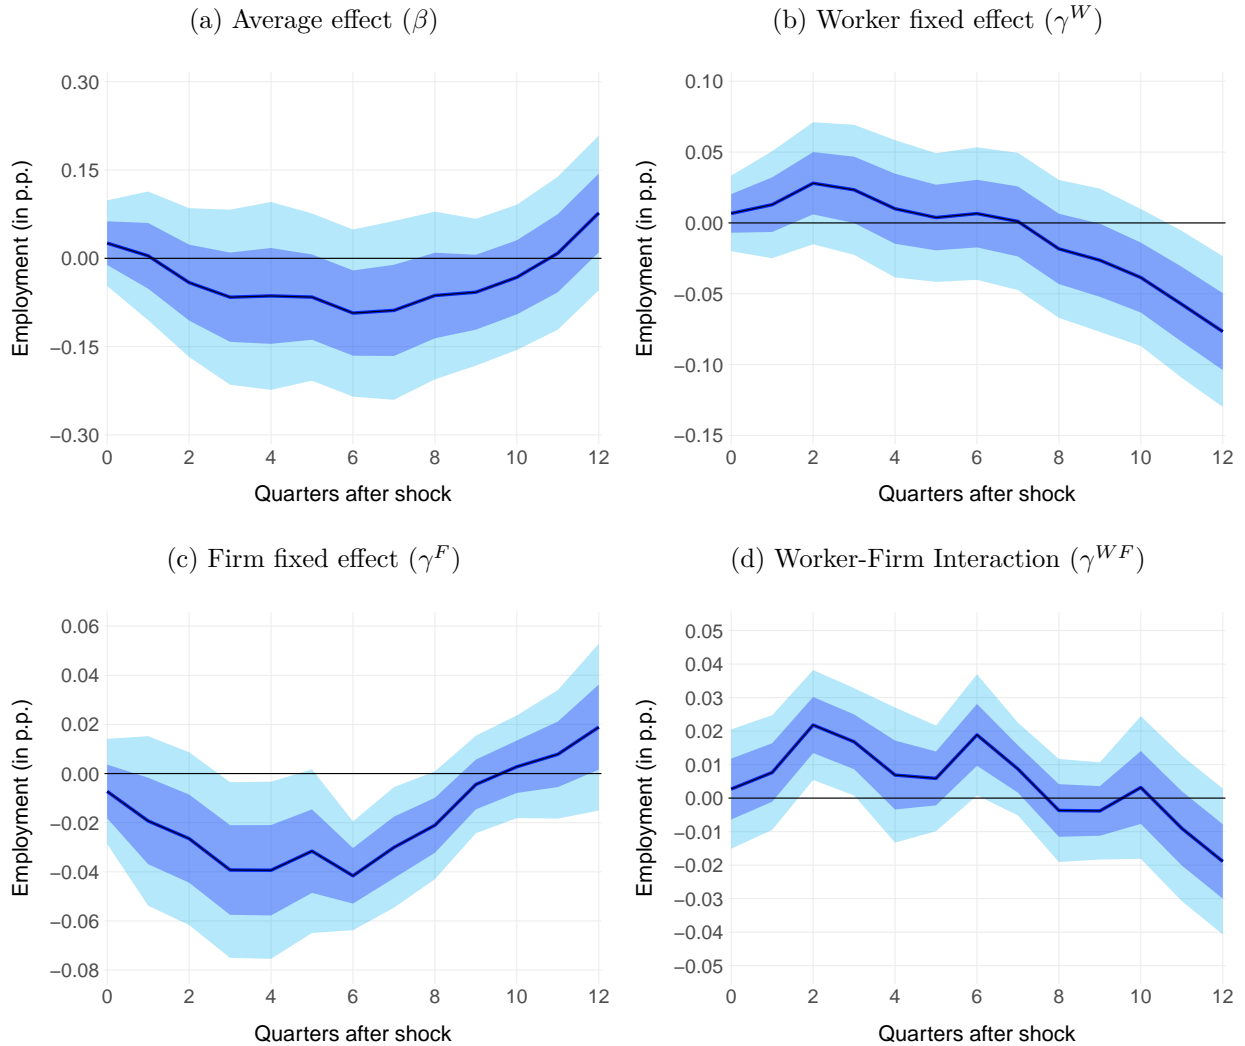 (a) Average effect (β)
0.30
0.15
0.00
−0.15
−0.30
Employment (in p.p.)
0 2 4 6 8 10 12
Quarters after shock
(b) Worker fixed effect (γ^W)
0.10
0.05
0.00
−0.05
−0.10
−0.15
Employment (in p.p.)
0 2 4 6 8 10 12
Quarters after shock
(c) Firm fixed effect (γ^F)
0.06
0.04
0.02
0.00
−0.02
−0.04
−0.06
−0.08
Employment (in p.p.)
0 2 4 6 8 10 12
Quarters after shock
(d) Worker-Firm Interaction (γ^{WF})
0.05
0.04
0.03
0.02
0.01
0.00
−0.01
−0.02
−0.03
−0.04
−0.05
Employment (in p.p.)
0 2 4 6 8 10 12
Quarters after shock